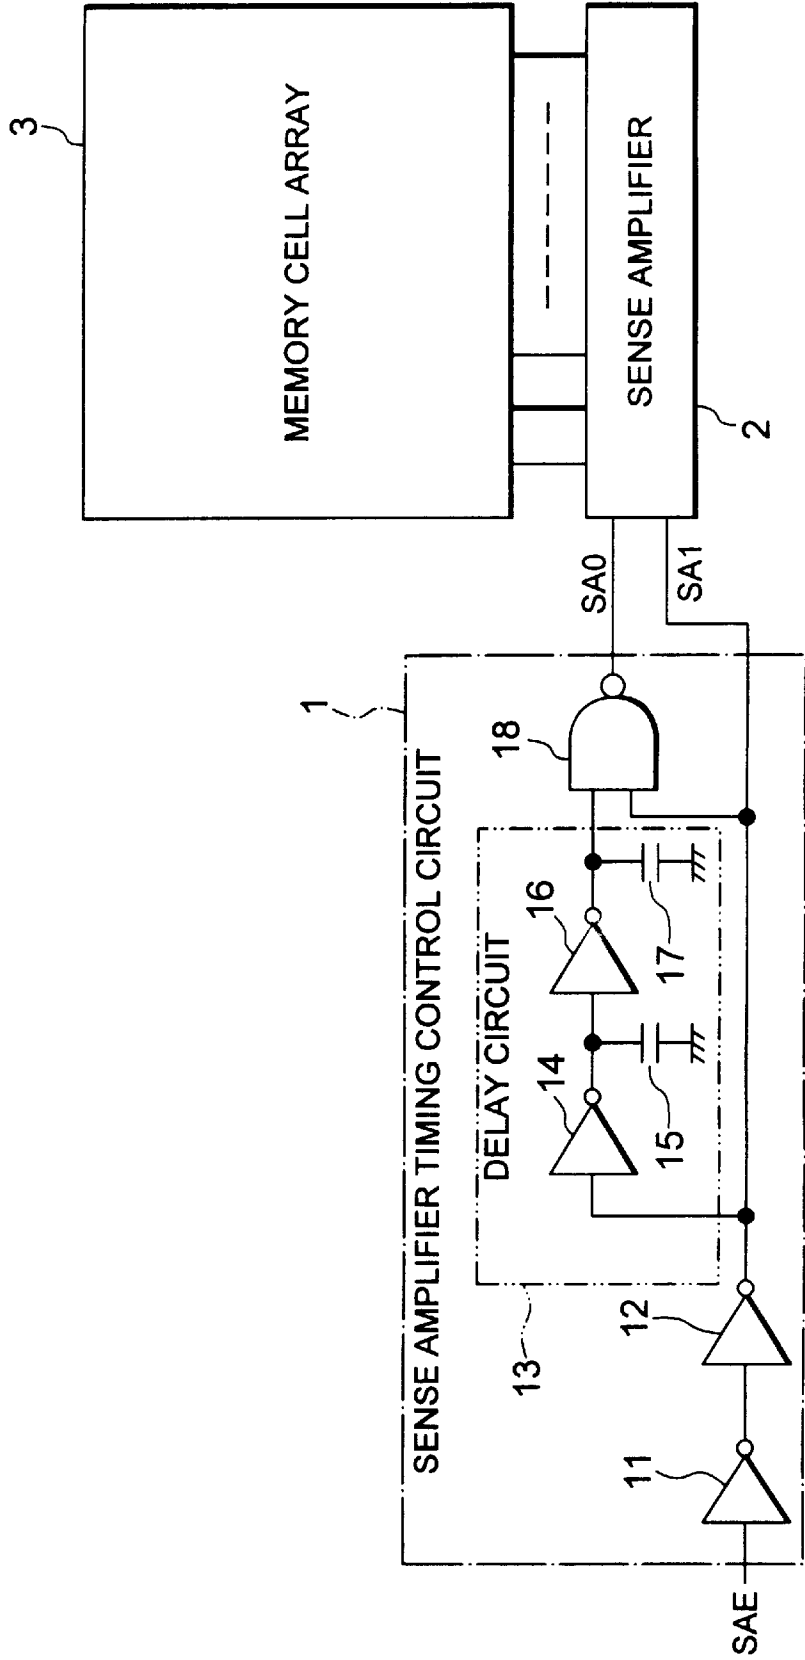 3
MEMORY CELL ARRAY
SENSE AMPLIFIER
2
SA0
SA1
1
SENSE AMPLIFIER TIMING CONTROL CIRCUIT
18
DELAY CIRCUIT
16
17
14
15
13
12
11
SAE